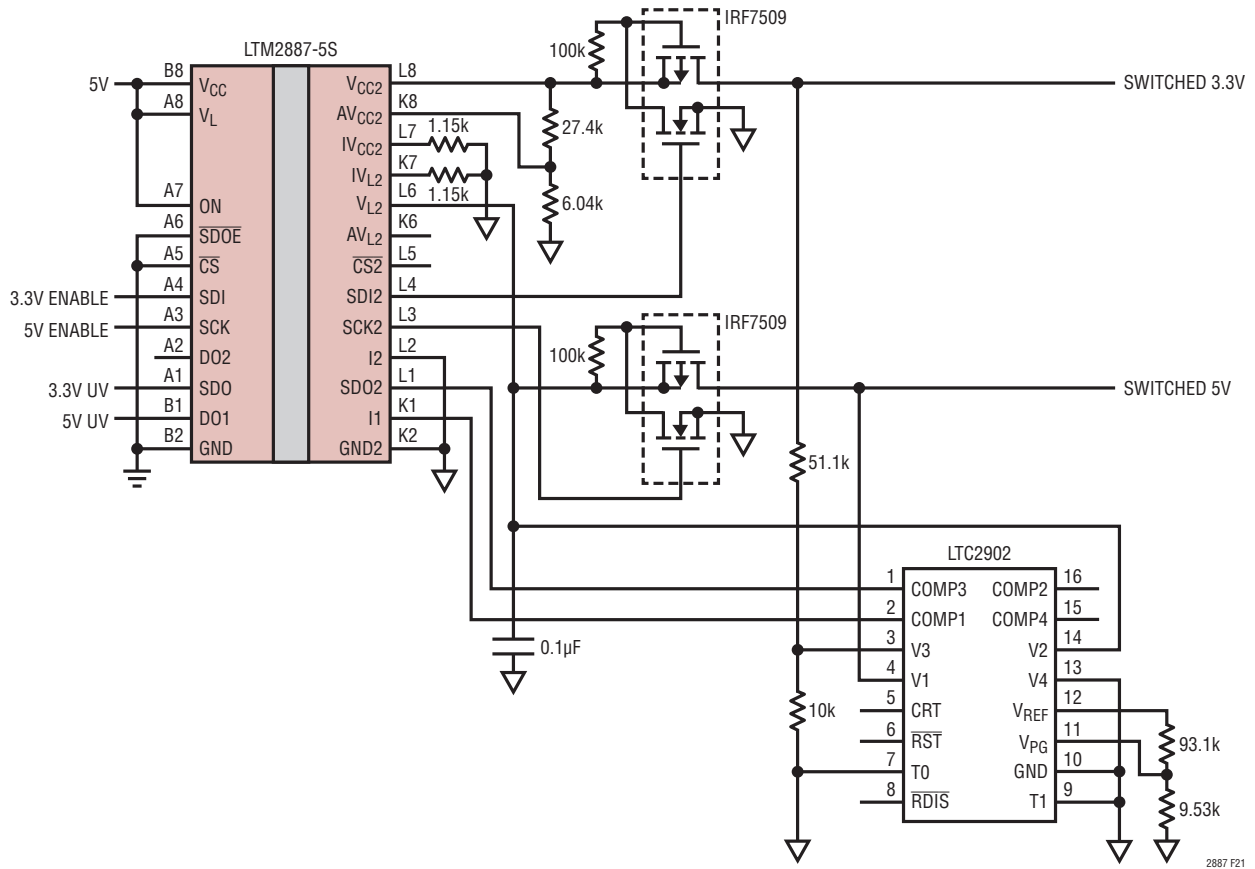 IRF7509
LTM2887-5S
100k
5V
B8
VCC
VCC2
L8
SWITCHED 3.3V
A8
VL
AVCC2
K8
27.4k
IVCC2
L7
1.15k
IVL2
K7
1.15k
A7
ON
VL2
L6
6.04k
A6
SDOE
AVL2
K6
A5
CS
CS2
L5
3.3V ENABLE
A4
SDI
SDI2
L4
5V ENABLE
A3
SCK
SCK2
L3
IRF7509
A2
DO2
I2
L2
100k
3.3V UV
A1
SDO
SDO2
L1
SWITCHED 5V
5V UV
B1
DO1
I1
K1
B2
GND
GND2
K2
51.1k
LTC2902
1
COMP3
COMP2
16
2
COMP1
COMP4
15
0.1µF
3
V3
V2
14
4
V1
V4
13
10k
5
CRT
VREF
12
6
RST
VPG
11
93.1k
7
T0
GND
10
8
RDIS
T1
9
9.53k
2887 F21